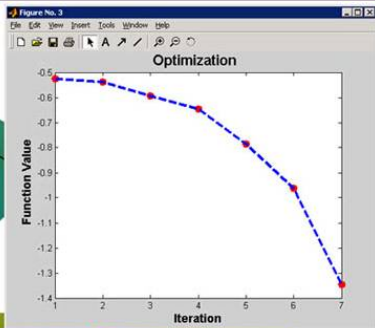 Figure No. 3
File Edit View Insert Tools Window Help
Optimization
-0.5
-0.6
-0.7
-0.8
-0.9
-1
-1.1
-1.2
-1.3
-1.4
Function Value
1 2 3 4 5 6 7
Iteration